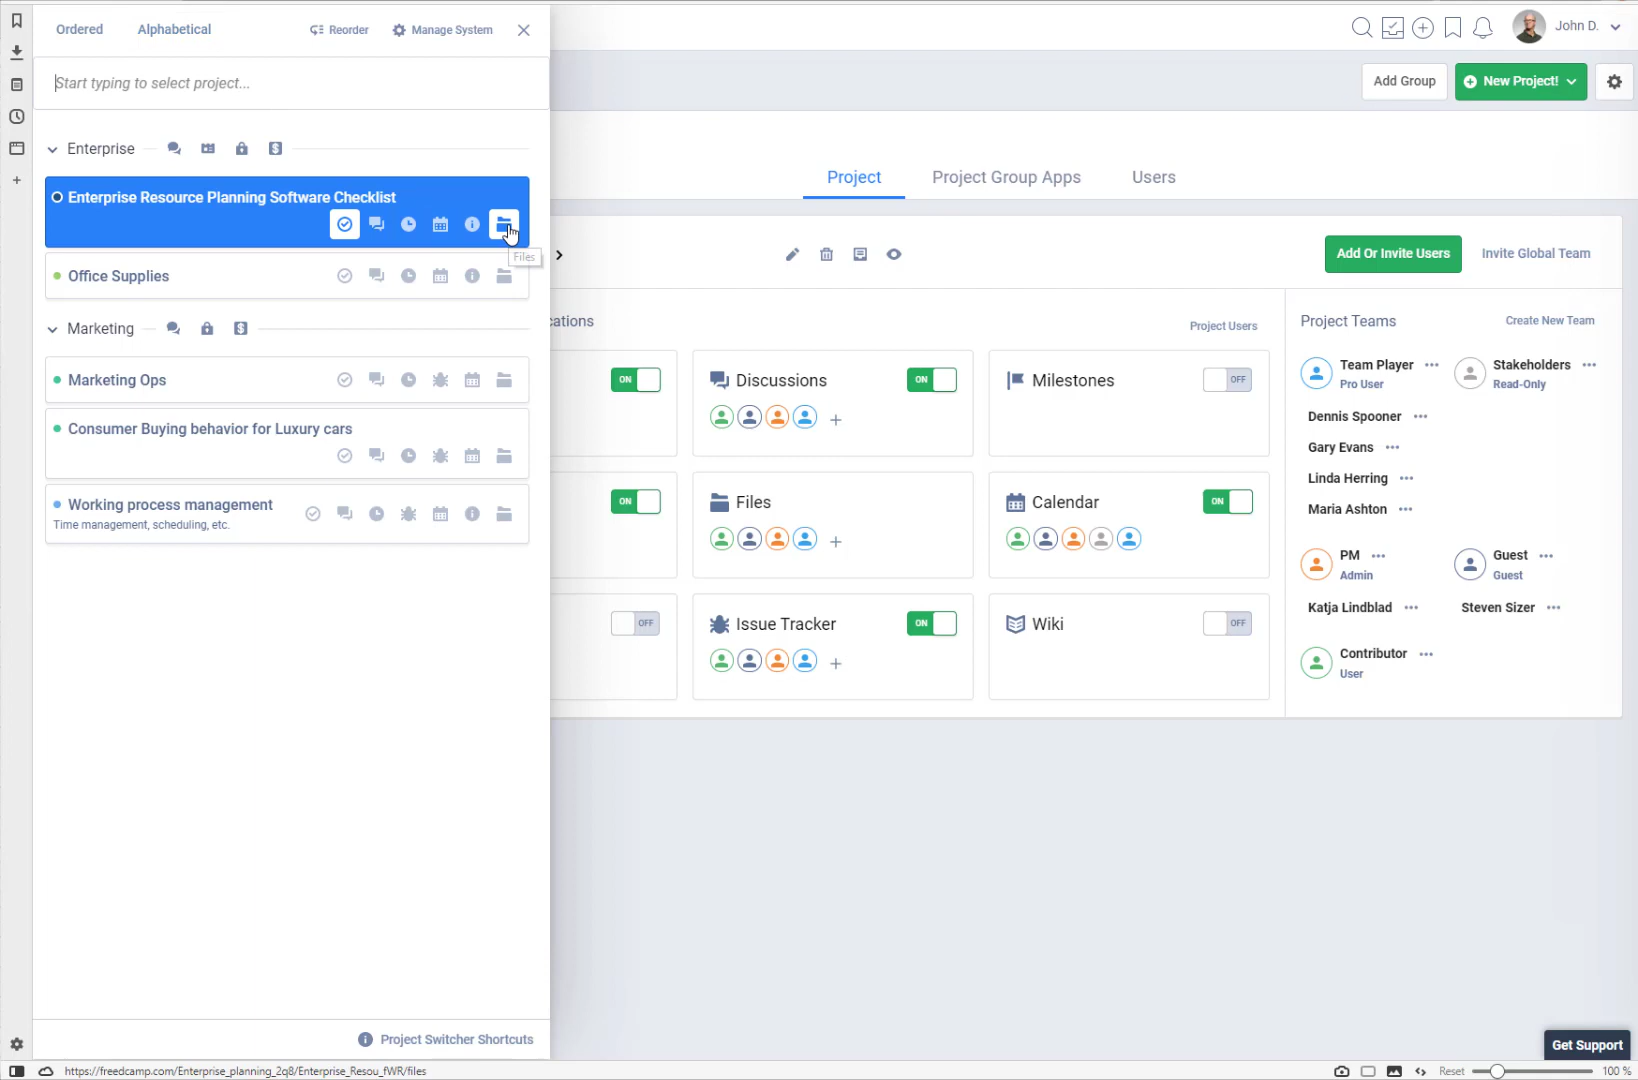 Ordered Alphabetical Reorder Manage System
John D.
Start typing to select project...
Add Group New Project!
Enterprise
Project Project Group Apps Users
Enterprise Resource Planning Software Checklist
Files
Add Or Invite Users Invite Global Team
Office Supplies
cations
Project Users
Project Teams Create New Team
Marketing
Marketing Ops
ON
Discussions ON
Milestones OFF
Team Player
Pro User
Stakeholders
Read-Only
Dennis Spooner
Consumer Buying behavior for Luxury cars
Gary Evans
Linda Herring
Working process management
Time management, scheduling, etc.
ON
Files
Calendar ON
Maria Ashton
PM
Admin
Guest
Guest
Katja Lindblad Steven Sizer
OFF
Issue Tracker ON
Wiki OFF
Contributor
User
Project Switcher Shortcuts
Get Support
https://freedcamp.com/Enterprise_planning_2q8/Enterprise_Resou_fWR/files
Reset 100 %